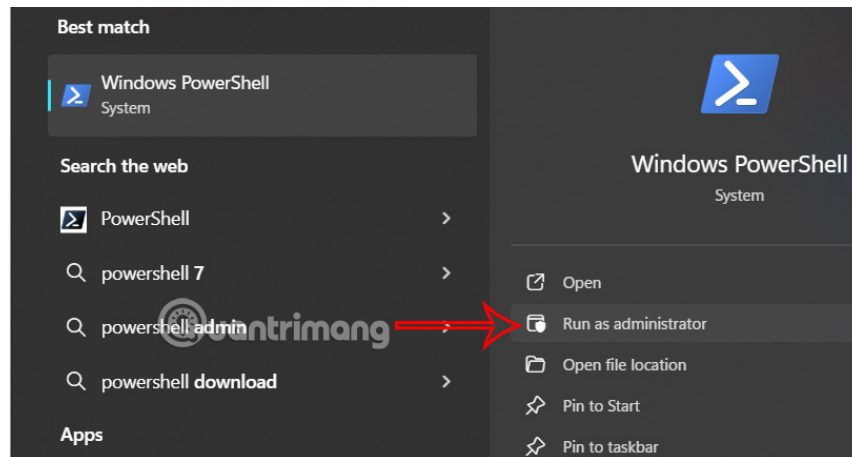 Best match
Windows PowerShell
System
Search the web
PowerShell
powershell 7
powershell admin
powershell download
Apps
Windows PowerShell
System
Open
Run as administrator
Open file location
Pin to Start
Pin to taskbar
@uantrimang